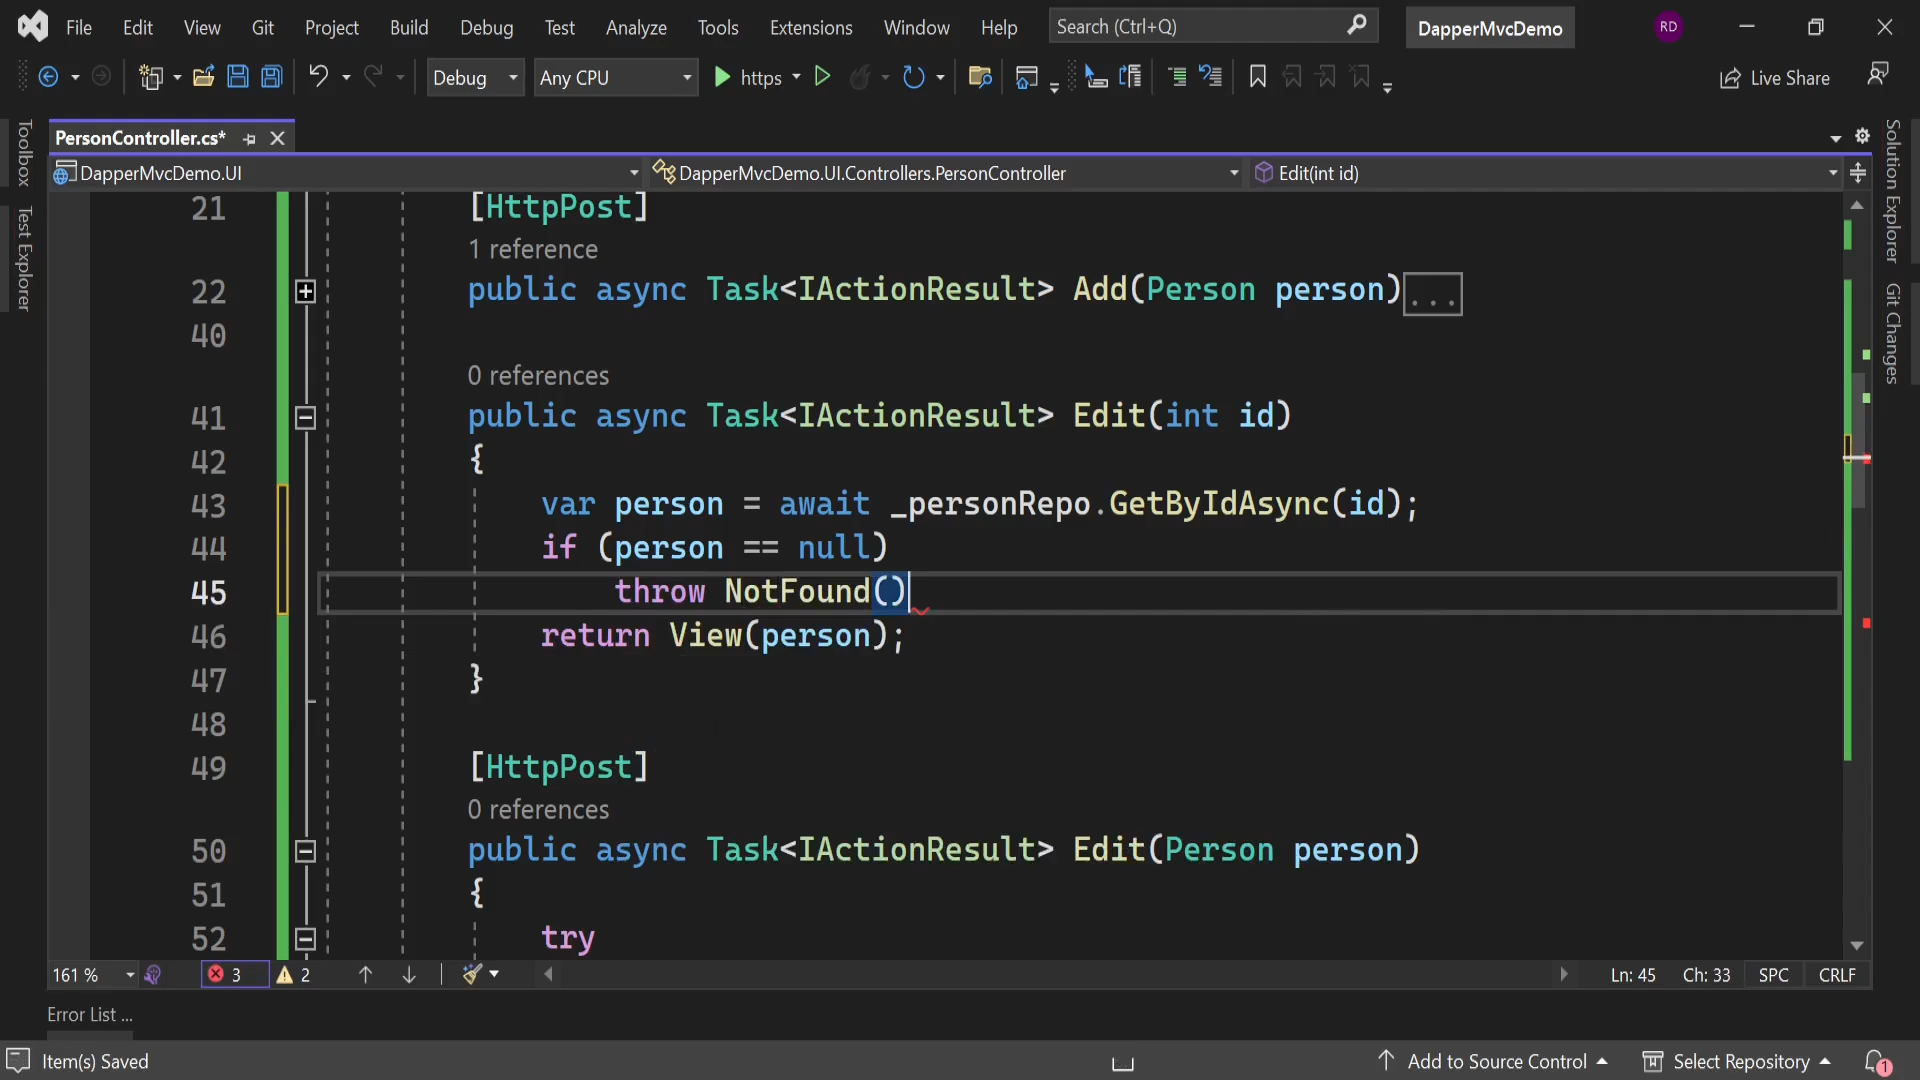 File Edit View Git Project Build Debug Test Analyze Tools Extensions Window Help Search (Ctrl+Q) DapperMvcDemo RD
Debug Any CPU https Live Share
Toolbox
Test Explorer
PersonController.cs*
DapperMvcDemo.UI DapperMvcDemo.UI.Controllers.PersonController Edit(int id)
21 [HttpPost]
1 reference
22 public async Task<IActionResult> Add(Person person)...
40
0 references
41 public async Task<IActionResult> Edit(int id)
42 {
43 var person = await _personRepo.GetByIdAsync(id);
44 if (person == null)
45 throw NotFound()
46 return View(person);
47 }
48
49 [HttpPost]
0 references
50 public async Task<IActionResult> Edit(Person person)
51 {
52 try
Solution Explorer
Git Changes
161 % 3 2 Ln: 45 Ch: 33 SPC CRLF
Error List ...
Item(s) Saved Add to Source Control Select Repository 1